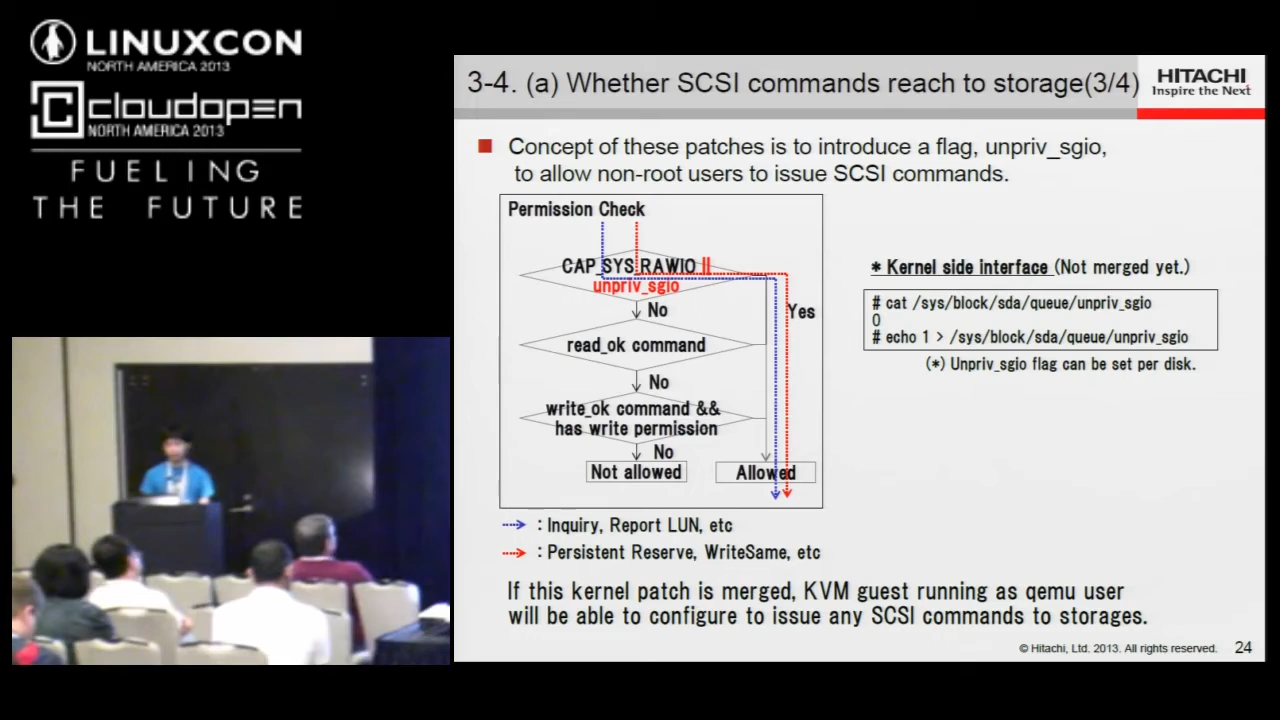 LINUXCON
NORTH AMERICA 2013
cloudopen
NORTH AMERICA 2013
FUELING
THE FUTURE
3-4. (a) Whether SCSI commands reach to storage(3/4)
HITACHI
Inspire the Next
Concept of these patches is to introduce a flag, unpriv_sgio,
to allow non-root users to issue SCSI commands.
Permission Check
CAP_SYS_RAWIO ||
unpriv_sgio
Yes
No
read_ok command
No
write_ok command &&
has write permission
No
Not allowed
Allowed
* Kernel side interface (Not merged yet.)
# cat /sys/block/sda/queue/unpriv_sgio
0
# echo 1 > /sys/block/sda/queue/unpriv_sgio
(*) Unpriv_sgio flag can be set per disk.
: Inquiry, Report LUN, etc
: Persistent Reserve, WriteSame, etc
If this kernel patch is merged, KVM guest running as qemu user
will be able to configure to issue any SCSI commands to storages.
© Hitachi, Ltd. 2013. All rights reserved.
24